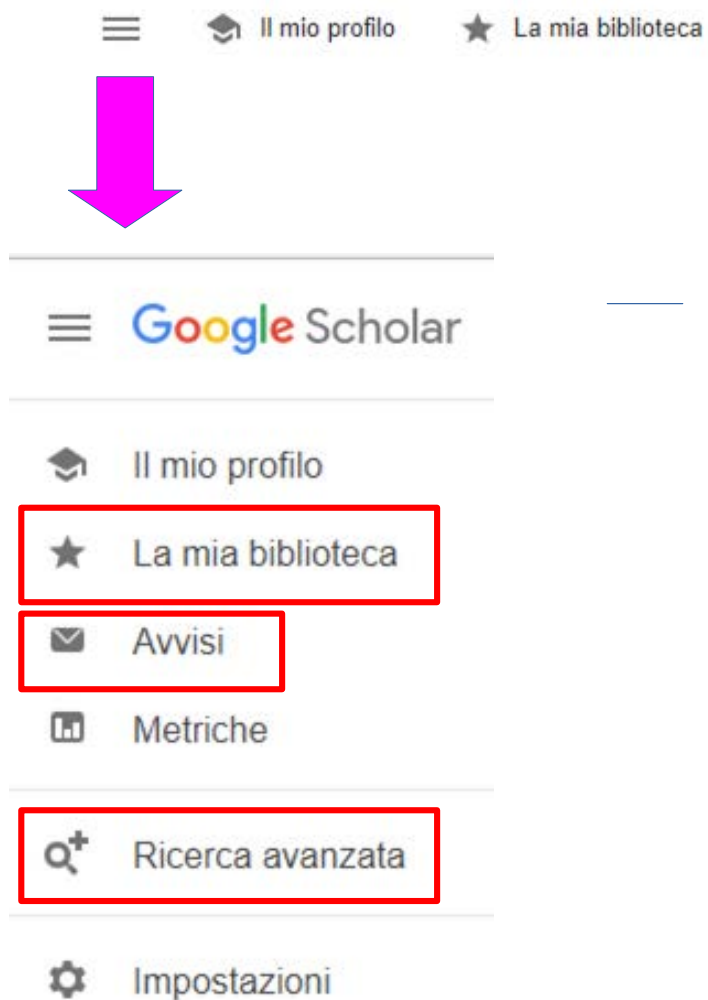 Il mio profilo La mia biblioteca
Google Scholar
Il mio profilo
La mia biblioteca
Avvisi
Metriche
Ricerca avanzata
Impostazioni